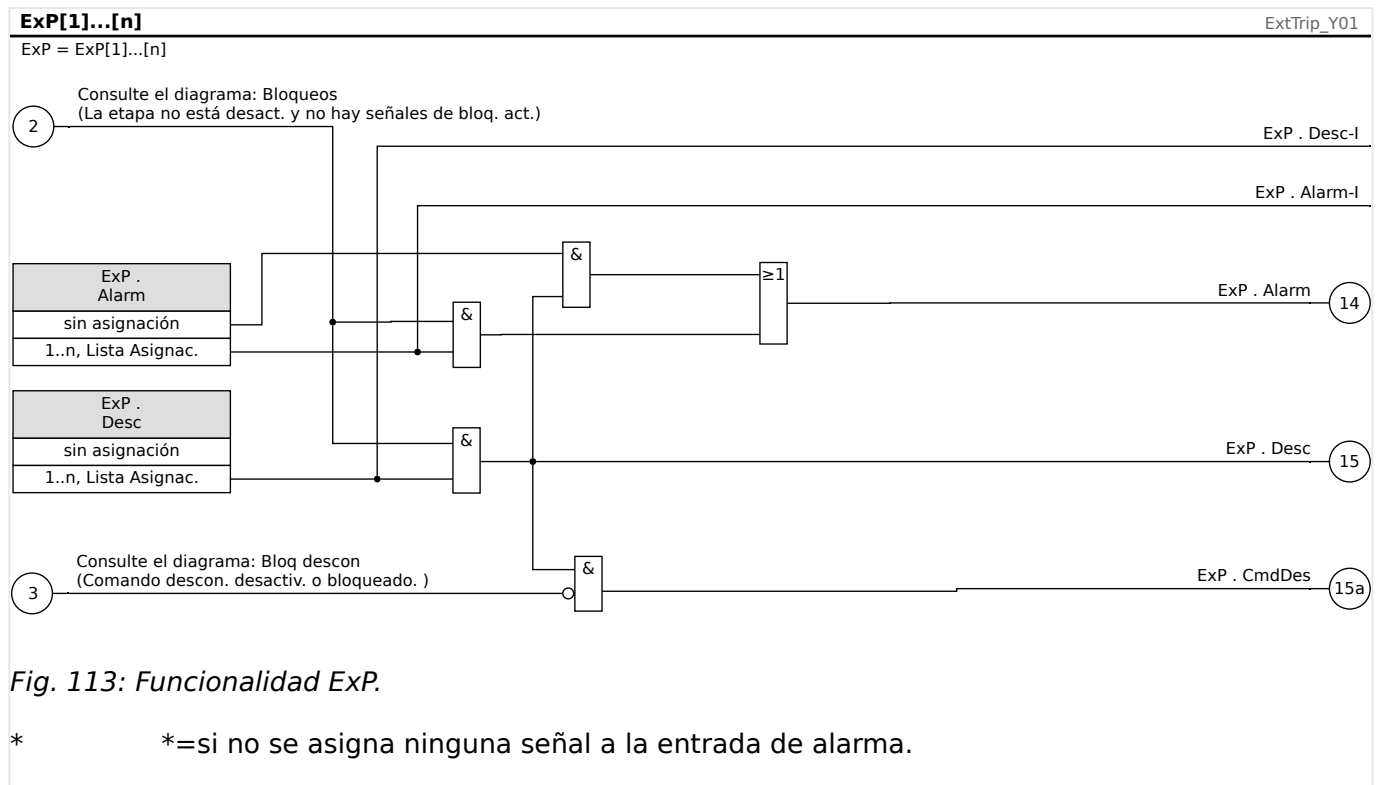 ExP[1]...[n]
ExtTrip_Y01
ExP = ExP[1]...[n]
Consulte el diagrama: Bloqueos
(La etapa no está desact. y no hay señales de bloq. act.)
2
ExP . Desc-I
ExP . Alarm-I
&
ExP .
Alarm
≥1
sin asignación
1..n, Lista Asignac.
&
ExP . Alarm
14
ExP .
Desc
sin asignación
1..n, Lista Asignac.
&
ExP . Desc
15
Consulte el diagrama: Bloq descon
(Comando descon. desactiv. o bloqueado. )
3
&
ExP . CmdDes
15a
Fig. 113: Funcionalidad ExP.
* *=si no se asigna ninguna señal a la entrada de alarma.